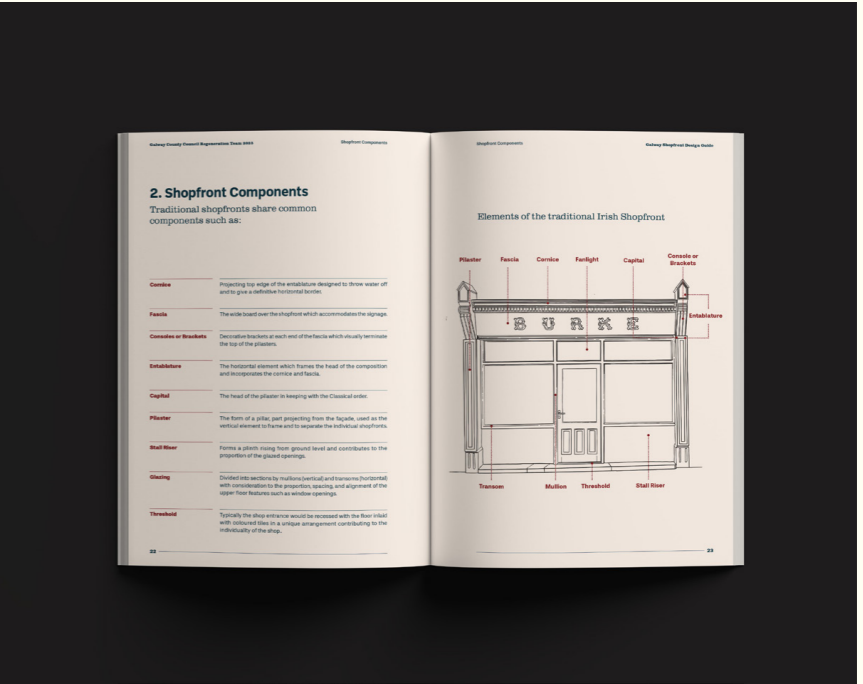 Galway County Council Regeneration Team 2023
Shopfront Components
2. Shopfront Components
Traditional shopfronts share common
components such as:
Cornice
Projecting top edge of the entablature designed to throw water off
and to give a definitive horizontal border.
Fascia
The wide board over the shopfront which accommodates the signage.
Consoles or Brackets
Decorative brackets at each end of the fascia which visually terminate
the top of the pilasters.
Entablature
The horizontal element which frames the head of the composition
and incorporates the cornice and fascia.
Capital
The head of the pilaster in keeping with the Classical order.
Pilaster
The form of a pillar, part projecting from the façade, used as the
vertical element to frame and to separate the individual shopfronts.
Stall Riser
Forms a plinth rising from ground level and contributes to the
proportion of the glazed openings.
Glazing
Divided into sections by mullions (vertical) and transoms (horizontal)
with consideration to the proportion, spacing, and alignment of the
upper floor features such as window openings.
Threshold
Typically the shop entrance would be recessed with the floor inlaid
with coloured tiles in a unique arrangement contributing to the
individuality of the shop.
22
Shopfront Components
Galway Shopfront Design Guide
Elements of the traditional Irish Shopfront
Pilaster
Fascia
Cornice
Fanlight
Capital
Console or
Brackets
Entablature
BURKE
Transom
Mullion
Threshold
Stall Riser
23